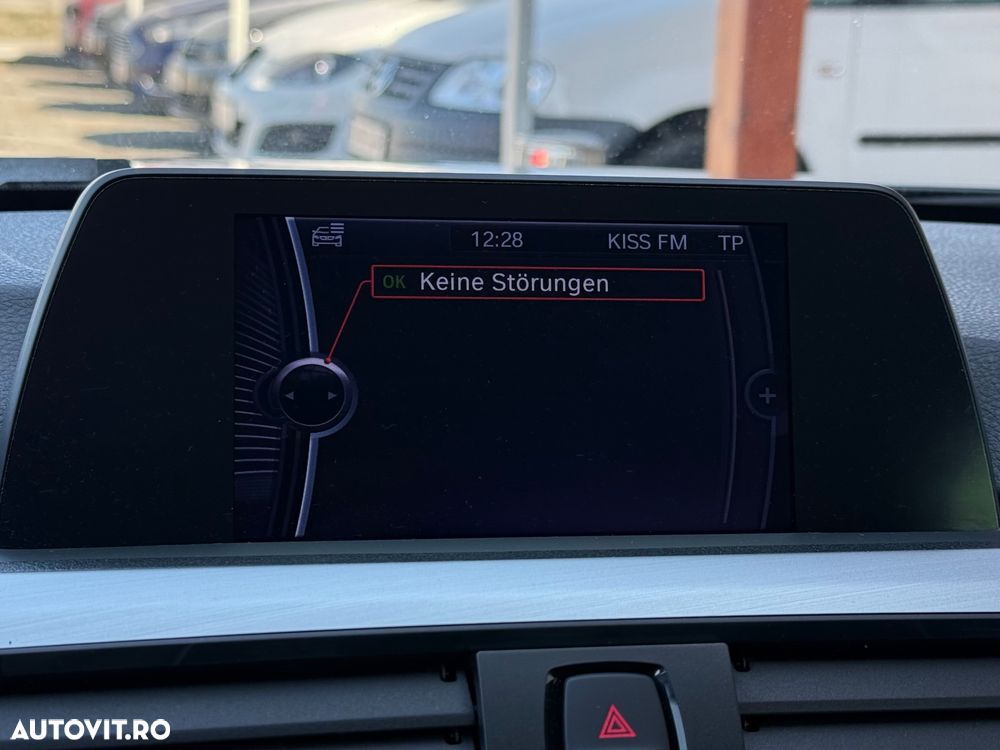 12:28 KISS FM TP
OK Keine Störungen
AUTOVIT.RO